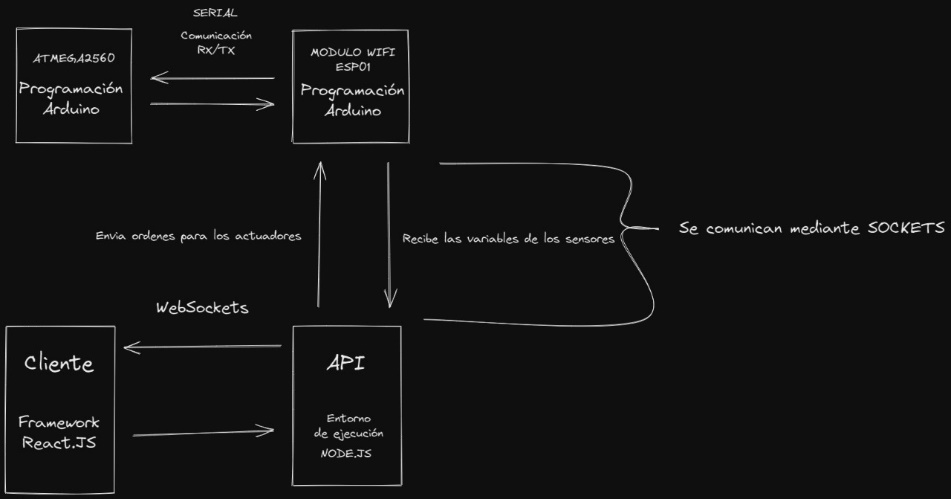 SERIAL
Comunicación
RX/TX
ATMEGA2560
Programación
Arduino
MODULO WIFI
ESP01
Programación
Arduino
Envia ordenes para los actuadores
Recibe las variables de los sensores
Se comunican mediante SOCKETS
WebSockets
Cliente
Framework
React.JS
API
Entorno
de ejecución
NODE.JS